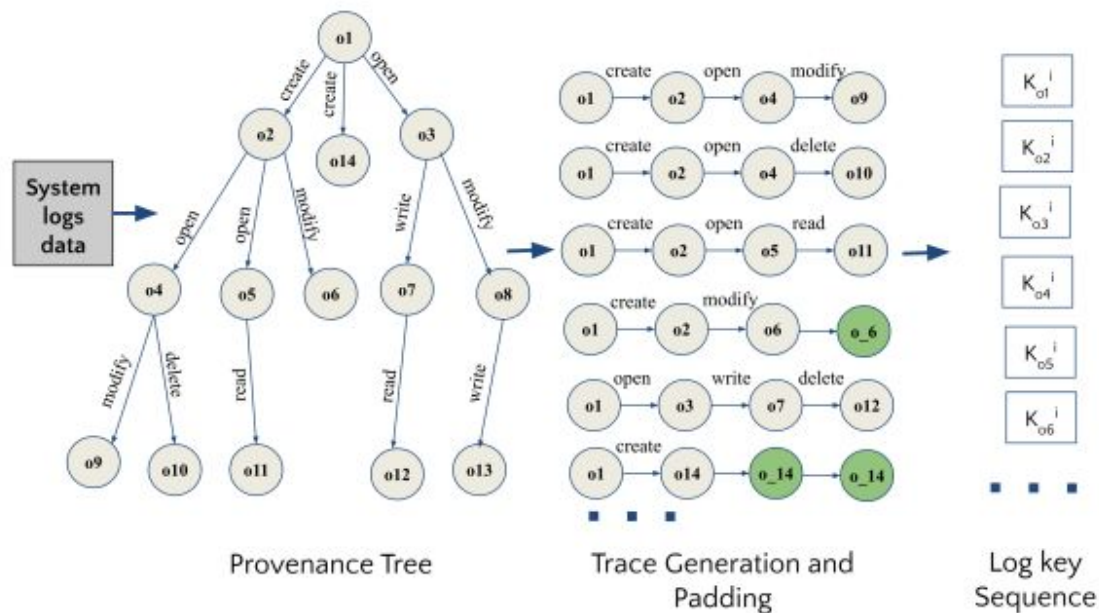 System
logs
data
o1
create
create
open
o2
o14
o3
open
open
modify
write
modify
o4
o5
o6
o7
o8
modify
delete
read
read
write
o9
o10
o11
o12
o13
Provenance Tree
create open modify
o1 o2 o4 o9
create open delete
o1 o2 o4 o10
create open read
o1 o2 o5 o11
create modify
o1 o2 o6 o_6
open write delete
o1 o3 o7 o12
create
o1 o14 o_14 o_14
Trace Generation and
Padding
K_o1^i
K_o2^i
K_o3^i
K_o4^i
K_o5^i
K_o6^i
Log key
Sequence